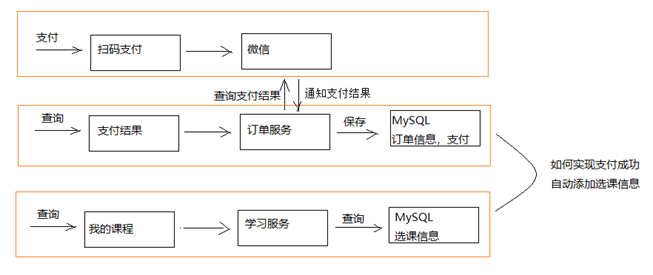 支付
扫码支付
微信
查询支付结果
通知支付结果
查询
支付结果
订单服务
保存
MySQL
订单信息，支付
如何实现支付成功
自动添加选课信息
查询
我的课程
学习服务
查询
MySQL
选课信息